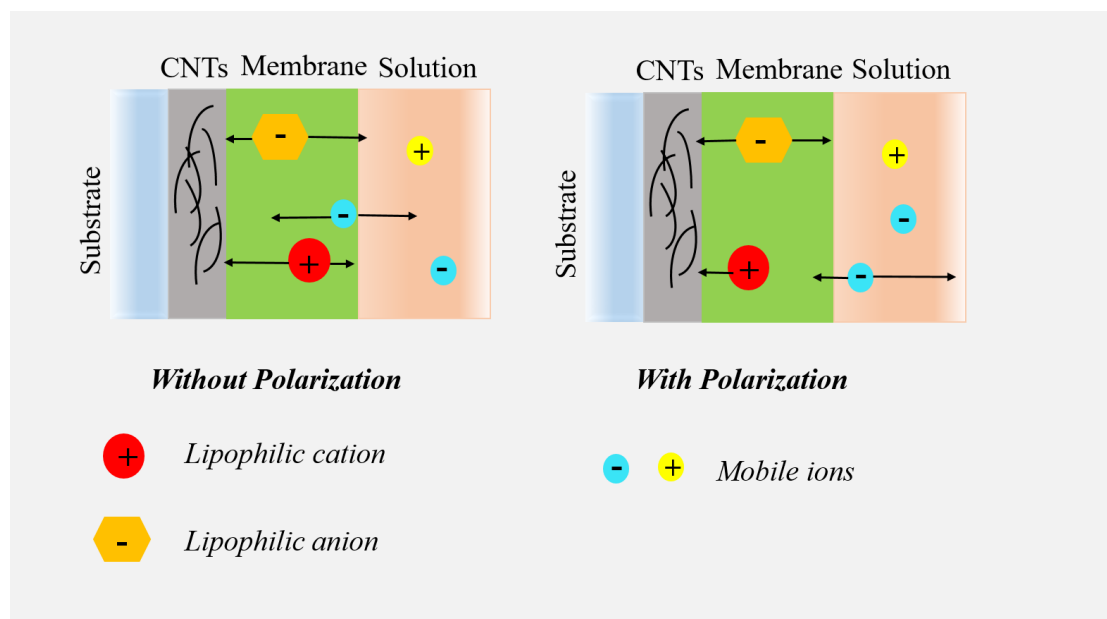 CNTs Membrane Solution
Substrate
-
+
-
+
-
Without Polarization
CNTs Membrane Solution
Substrate
-
+
-
+
-
With Polarization
+ Lipophilic cation
- Lipophilic anion
- + Mobile ions